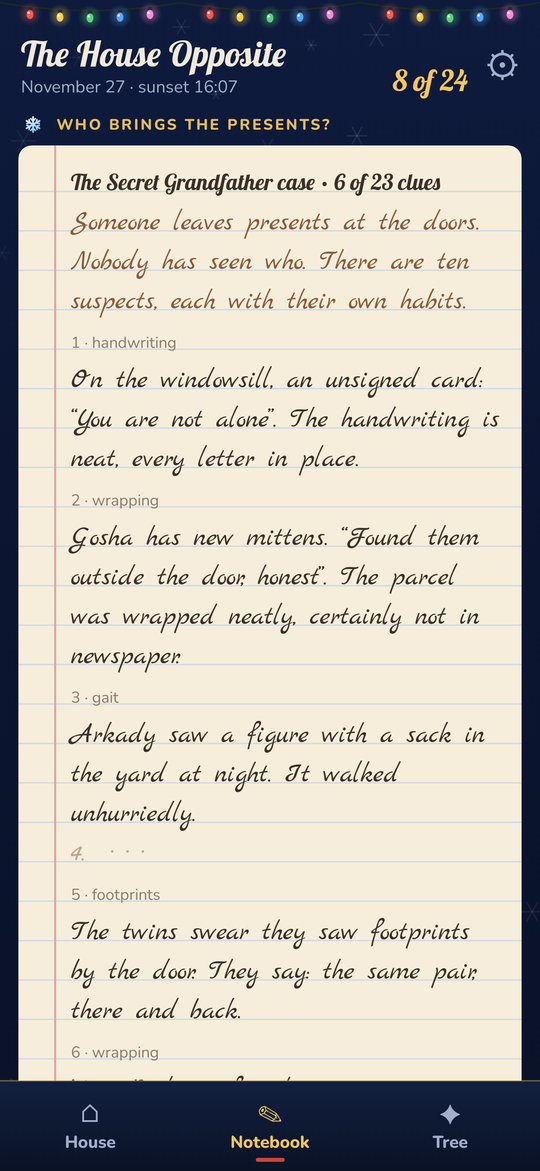 The House Opposite
November 27 · sunset 16:07
8 of 24
WHO BRINGS THE PRESENTS?
The Secret Grandfather case • 6 of 23 clues
Someone leaves presents at the doors.
Nobody has seen who. There are ten
suspects, each with their own habits.
1 · handwriting
On the windowsill, an unsigned card:
“You are not alone”. The handwriting is
neat, every letter in place.
2 · wrapping
Gosha has new mittens. “Found them
outside the door, honest”. The parcel
was wrapped neatly, certainly not in
newspaper.
3 · gait
Arkady saw a figure with a sack in
the yard at night. It walked
unhurriedly.
4. · · ·
5 · footprints
The twins swear they saw footprints
by the door. They say: the same pair,
there and back.
6 · wrapping
House
Notebook
Tree